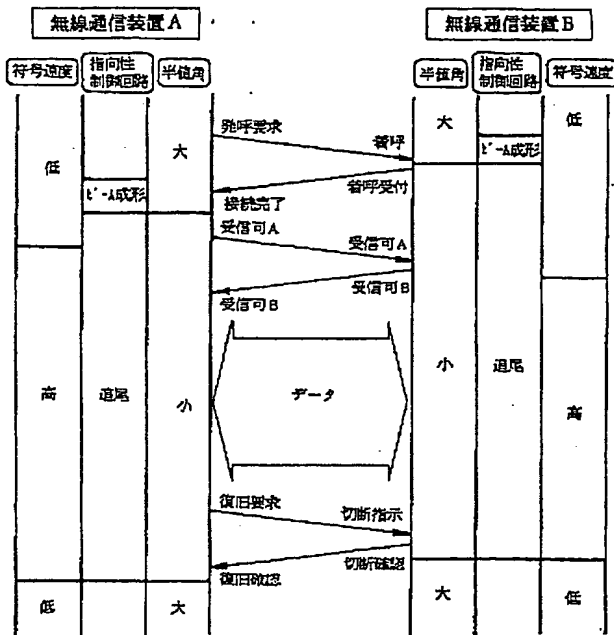 無線通信装置A
無線通信装置B
符号速度
指向性
制御回路
半値角
半値角
指向性
制御回路
符号速度
低
大
発呼要求
着呼
大
低
ビーム成形
ビーム成形
着呼受付
接続完了
受信可A
受信可A
受信可B
受信可B
高
追尾
小
データ
小
追尾
高
復旧要求
切断指示
切断確認
復旧確認
低
大
大
低